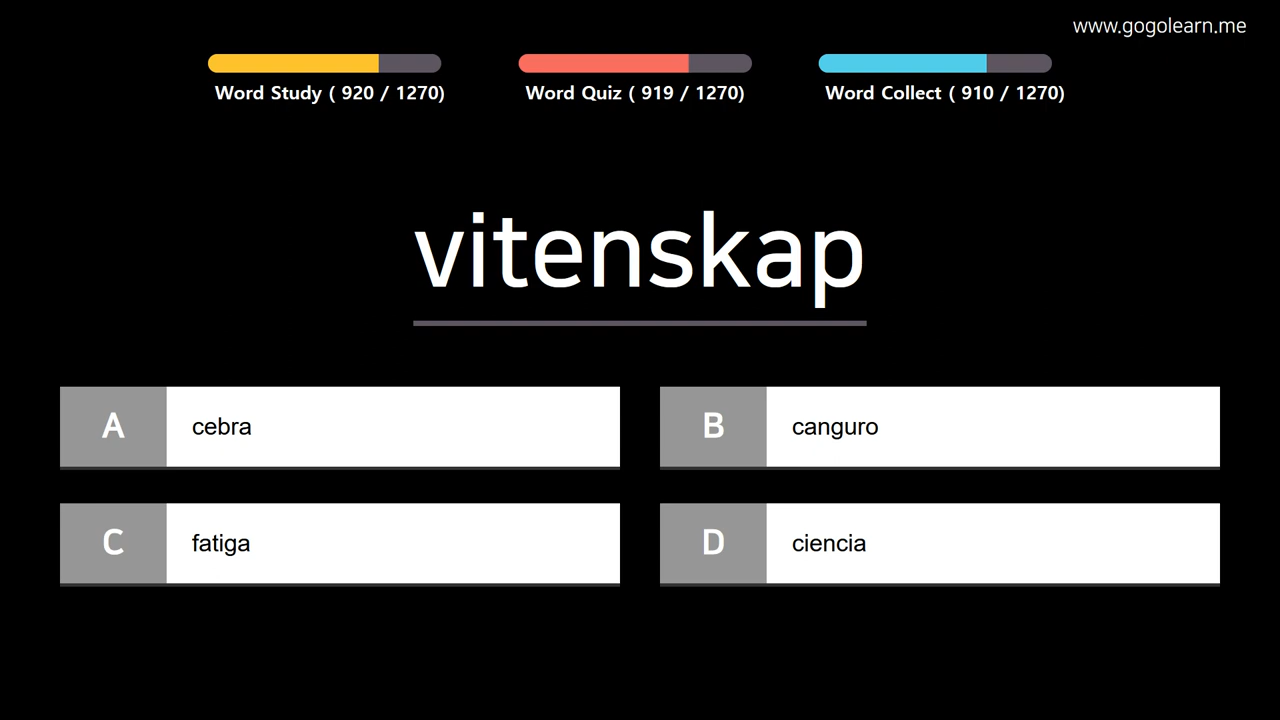 www.gogolearn.me
Word Study ( 920 / 1270)
Word Quiz ( 919 / 1270)
Word Collect ( 910 / 1270)
vitenskap
A cebra
B canguro
C fatiga
D ciencia